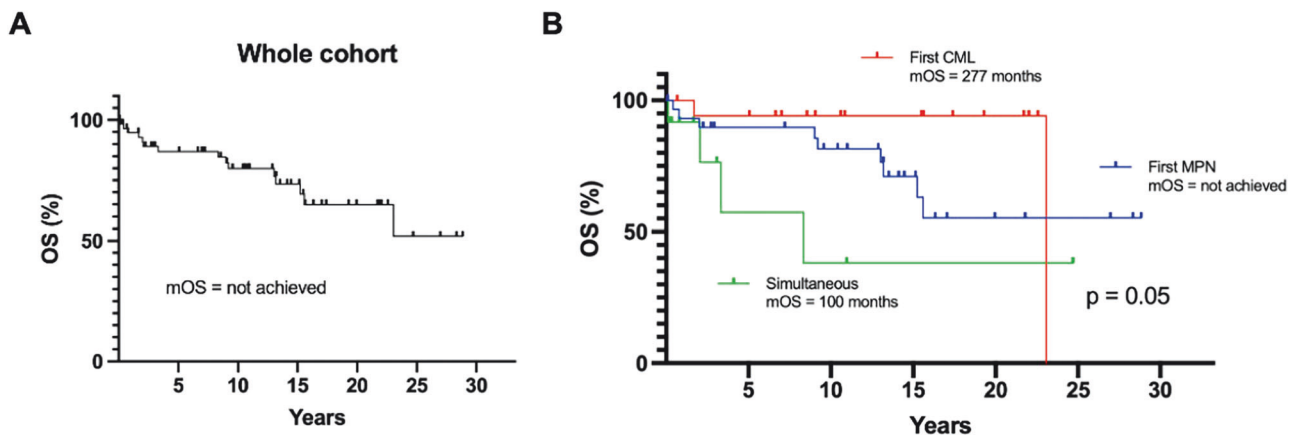 A
Whole cohort
OS (%)
100
50
0
mOS = not achieved
5 10 15 20 25 30
Years
B
First CML
mOS = 277 months
First MPN
mOS = not achieved
Simultaneous
mOS = 100 months
p = 0.05
OS (%)
100
50
0
5 10 15 20 25 30
Years